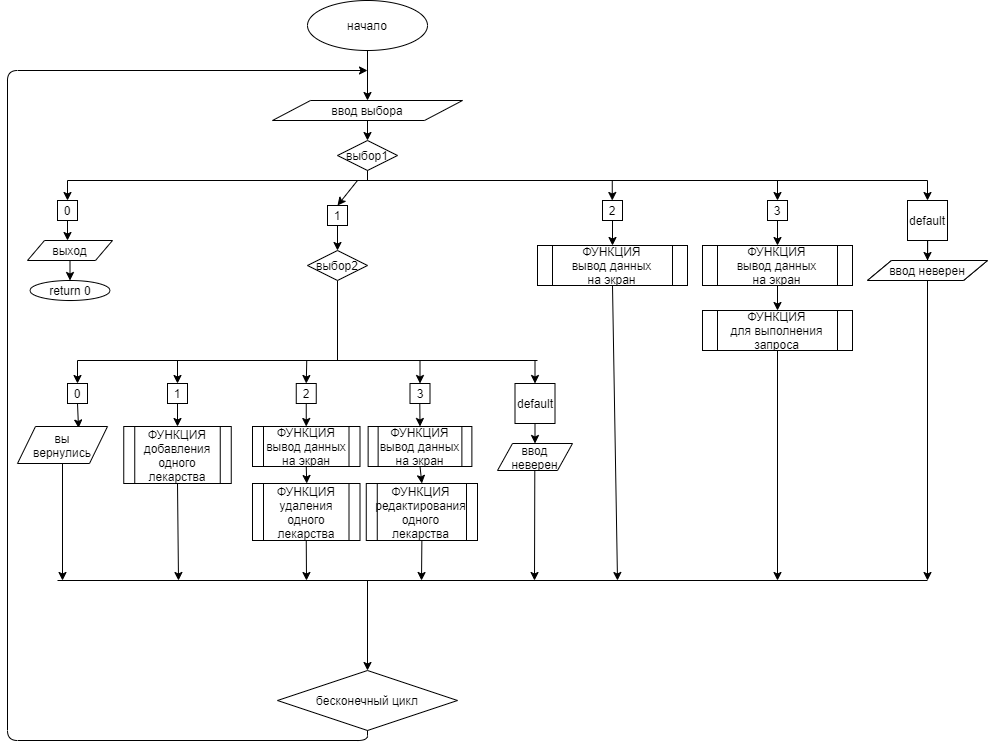 начало
ввод выбора
выбор1
0
1
2
3
default
выход
return 0
выбор2
ФУНКЦИЯ
вывод данных
на экран
ФУНКЦИЯ
вывод данных
на экран
ввод неверен
ФУНКЦИЯ
для выполнения
запроса
0
1
2
3
default
вы
вернулись
ФУНКЦИЯ
добавления
одного
лекарства
ФУНКЦИЯ
вывод данных
на экран
ФУНКЦИЯ
вывод данных
на экран
ввод
неверен
ФУНКЦИЯ
удаления
одного
лекарства
ФУНКЦИЯ
редактирования
одного
лекарства
бесконечный цикл